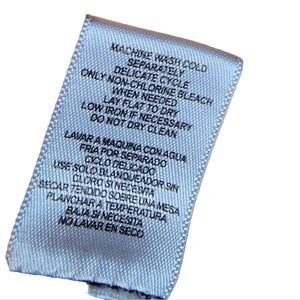 MACHINE WASH COLD
SEPARATELY
DELICATE CYCLE
ONLY NON-CHLORINE BLEACH
WHEN NEEDED
LAY FLAT TO DRY
LOW IRON IF NECESSARY
DO NOT DRY CLEAN
LAVAR A MAQUINA CON AGUA
FRIA POR SEPARADO
CICLO DELICADO
USE SOLO BLANQUEADOR SIN
CLORO SI NECESITA
SECAR TENDIDO SOBRE UNA MESA
PLANCHAR A TEMPERATURA
BAJA SI NECESITA
NO LAVAR EN SECO